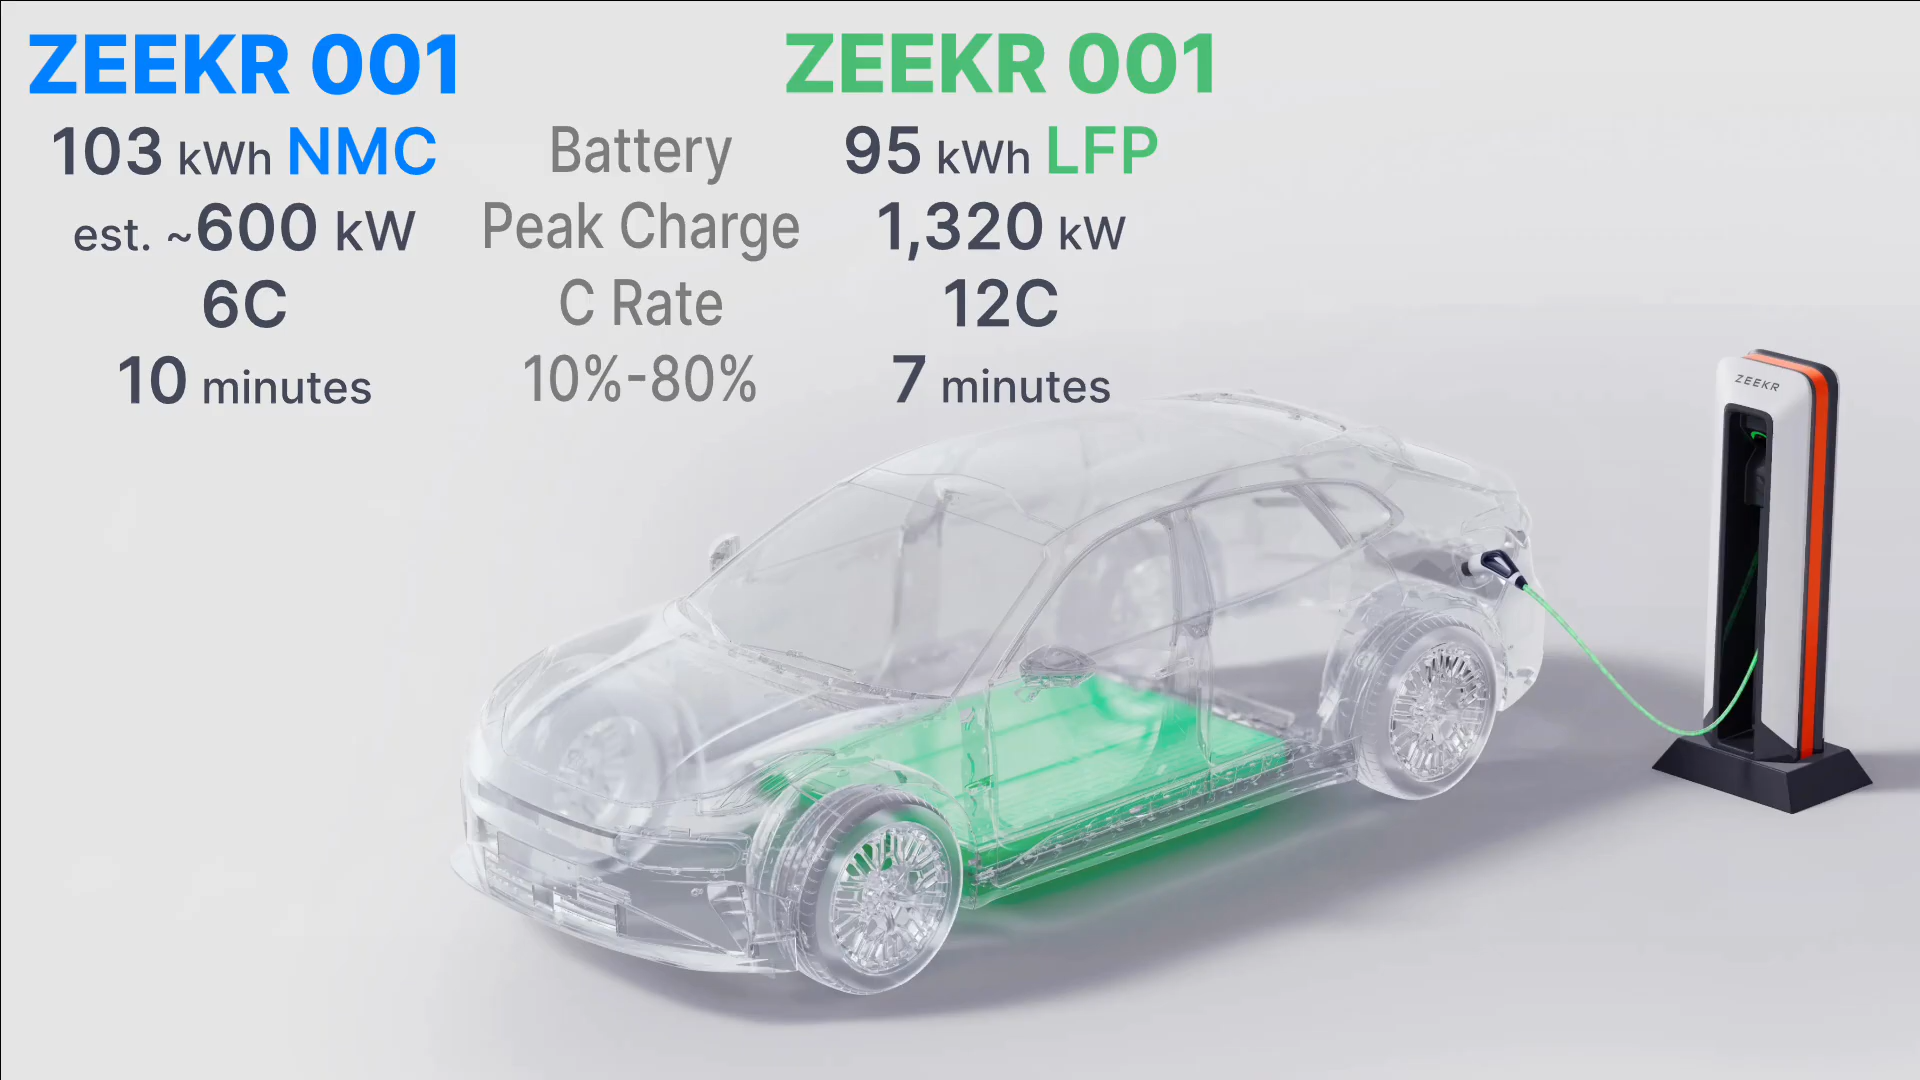 ZEEKR 001 ZEEKR 001
103 kWh NMC Battery 95 kWh LFP
est. ~600 kW Peak Charge 1,320 kW
6C C Rate 12C
10 minutes 10%-80% 7 minutes
ZEEKR